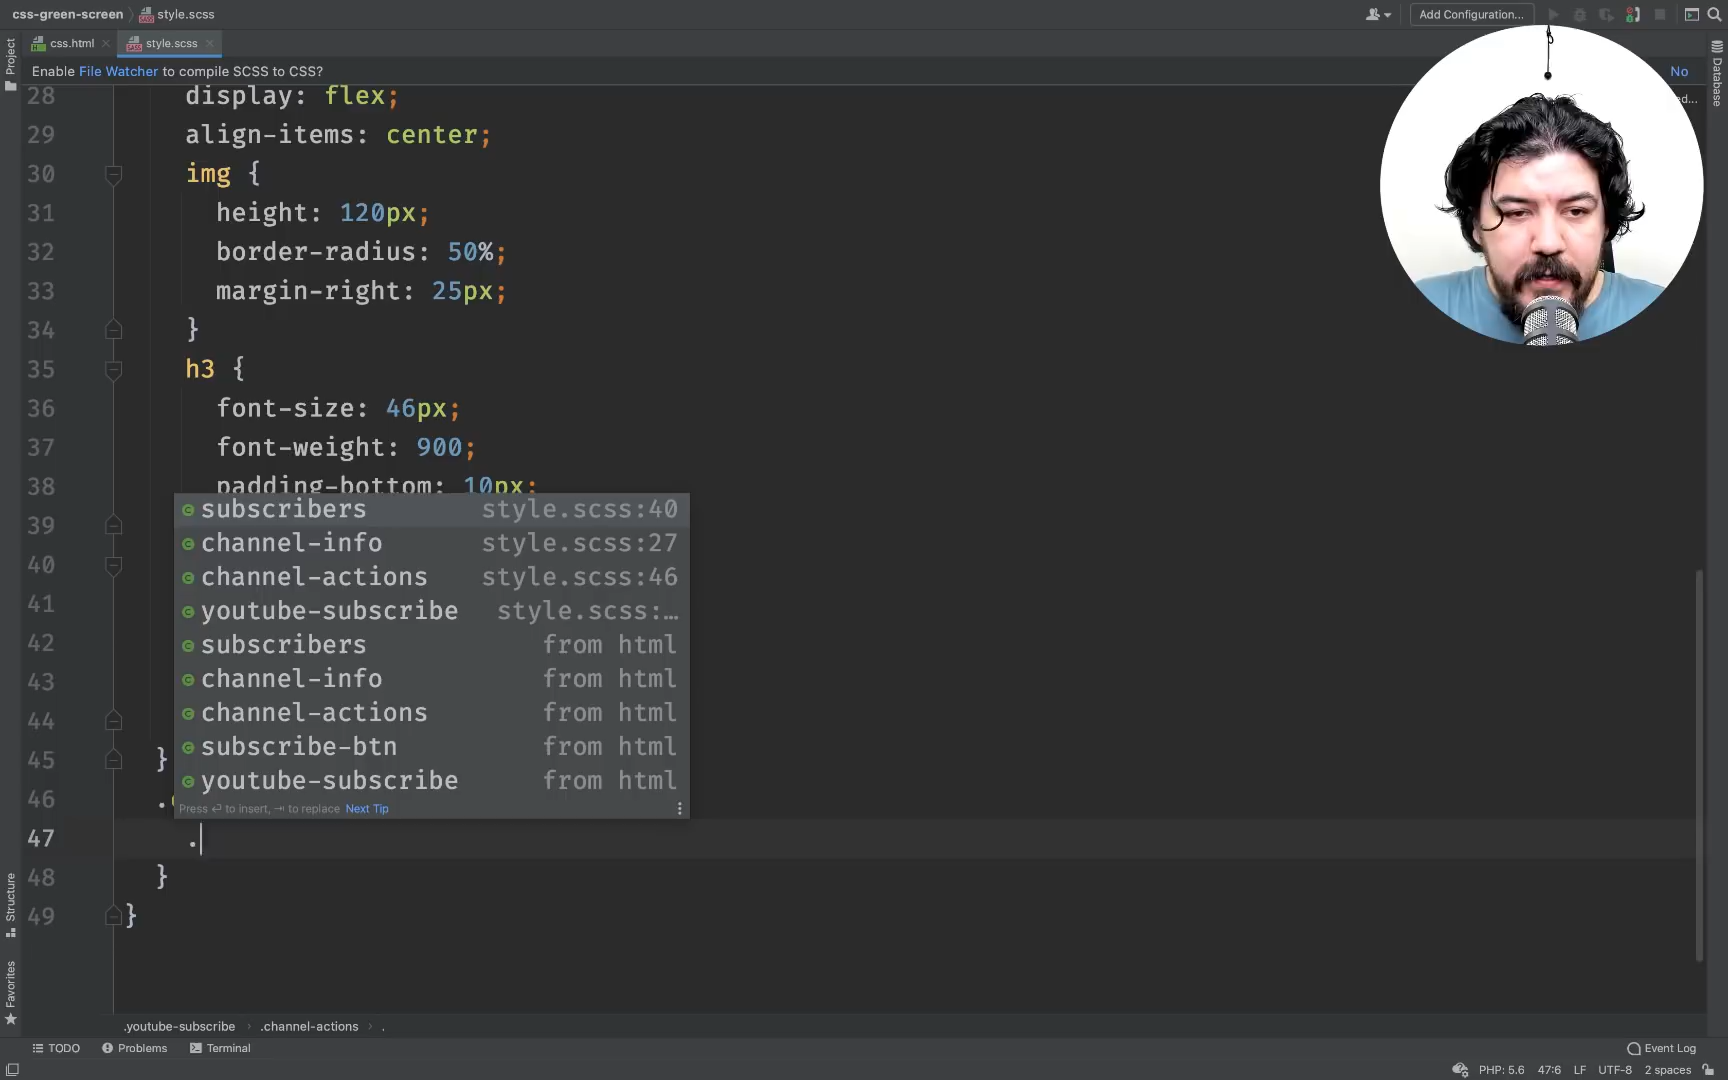 css-green-screen style.scss
Add Configuration...
css.html style.scss
Project
Database
Enable File Watcher to compile SCSS to CSS?
No
28 display: flex;
29 align-items: center;
30 img {
31 height: 120px;
32 border-radius: 50%;
33 margin-right: 25px;
34 }
35 h3 {
36 font-size: 46px;
37 font-weight: 900;
38 padding-bottom: 10px;
39
40
41
42
43
44
45 }
46 .
47 .
48 }
49 }
subscribers style.scss:40
channel-info style.scss:27
channel-actions style.scss:46
youtube-subscribe style.scss:…
subscribers from html
channel-info from html
channel-actions from html
subscribe-btn from html
youtube-subscribe from html
Press ↵ to insert, ⇥ to replace Next Tip
Structure
Favorites
.youtube-subscribe › .channel-actions › .
TODO Problems Terminal
Event Log
PHP: 5.6 47:6 LF UTF-8 2 spaces